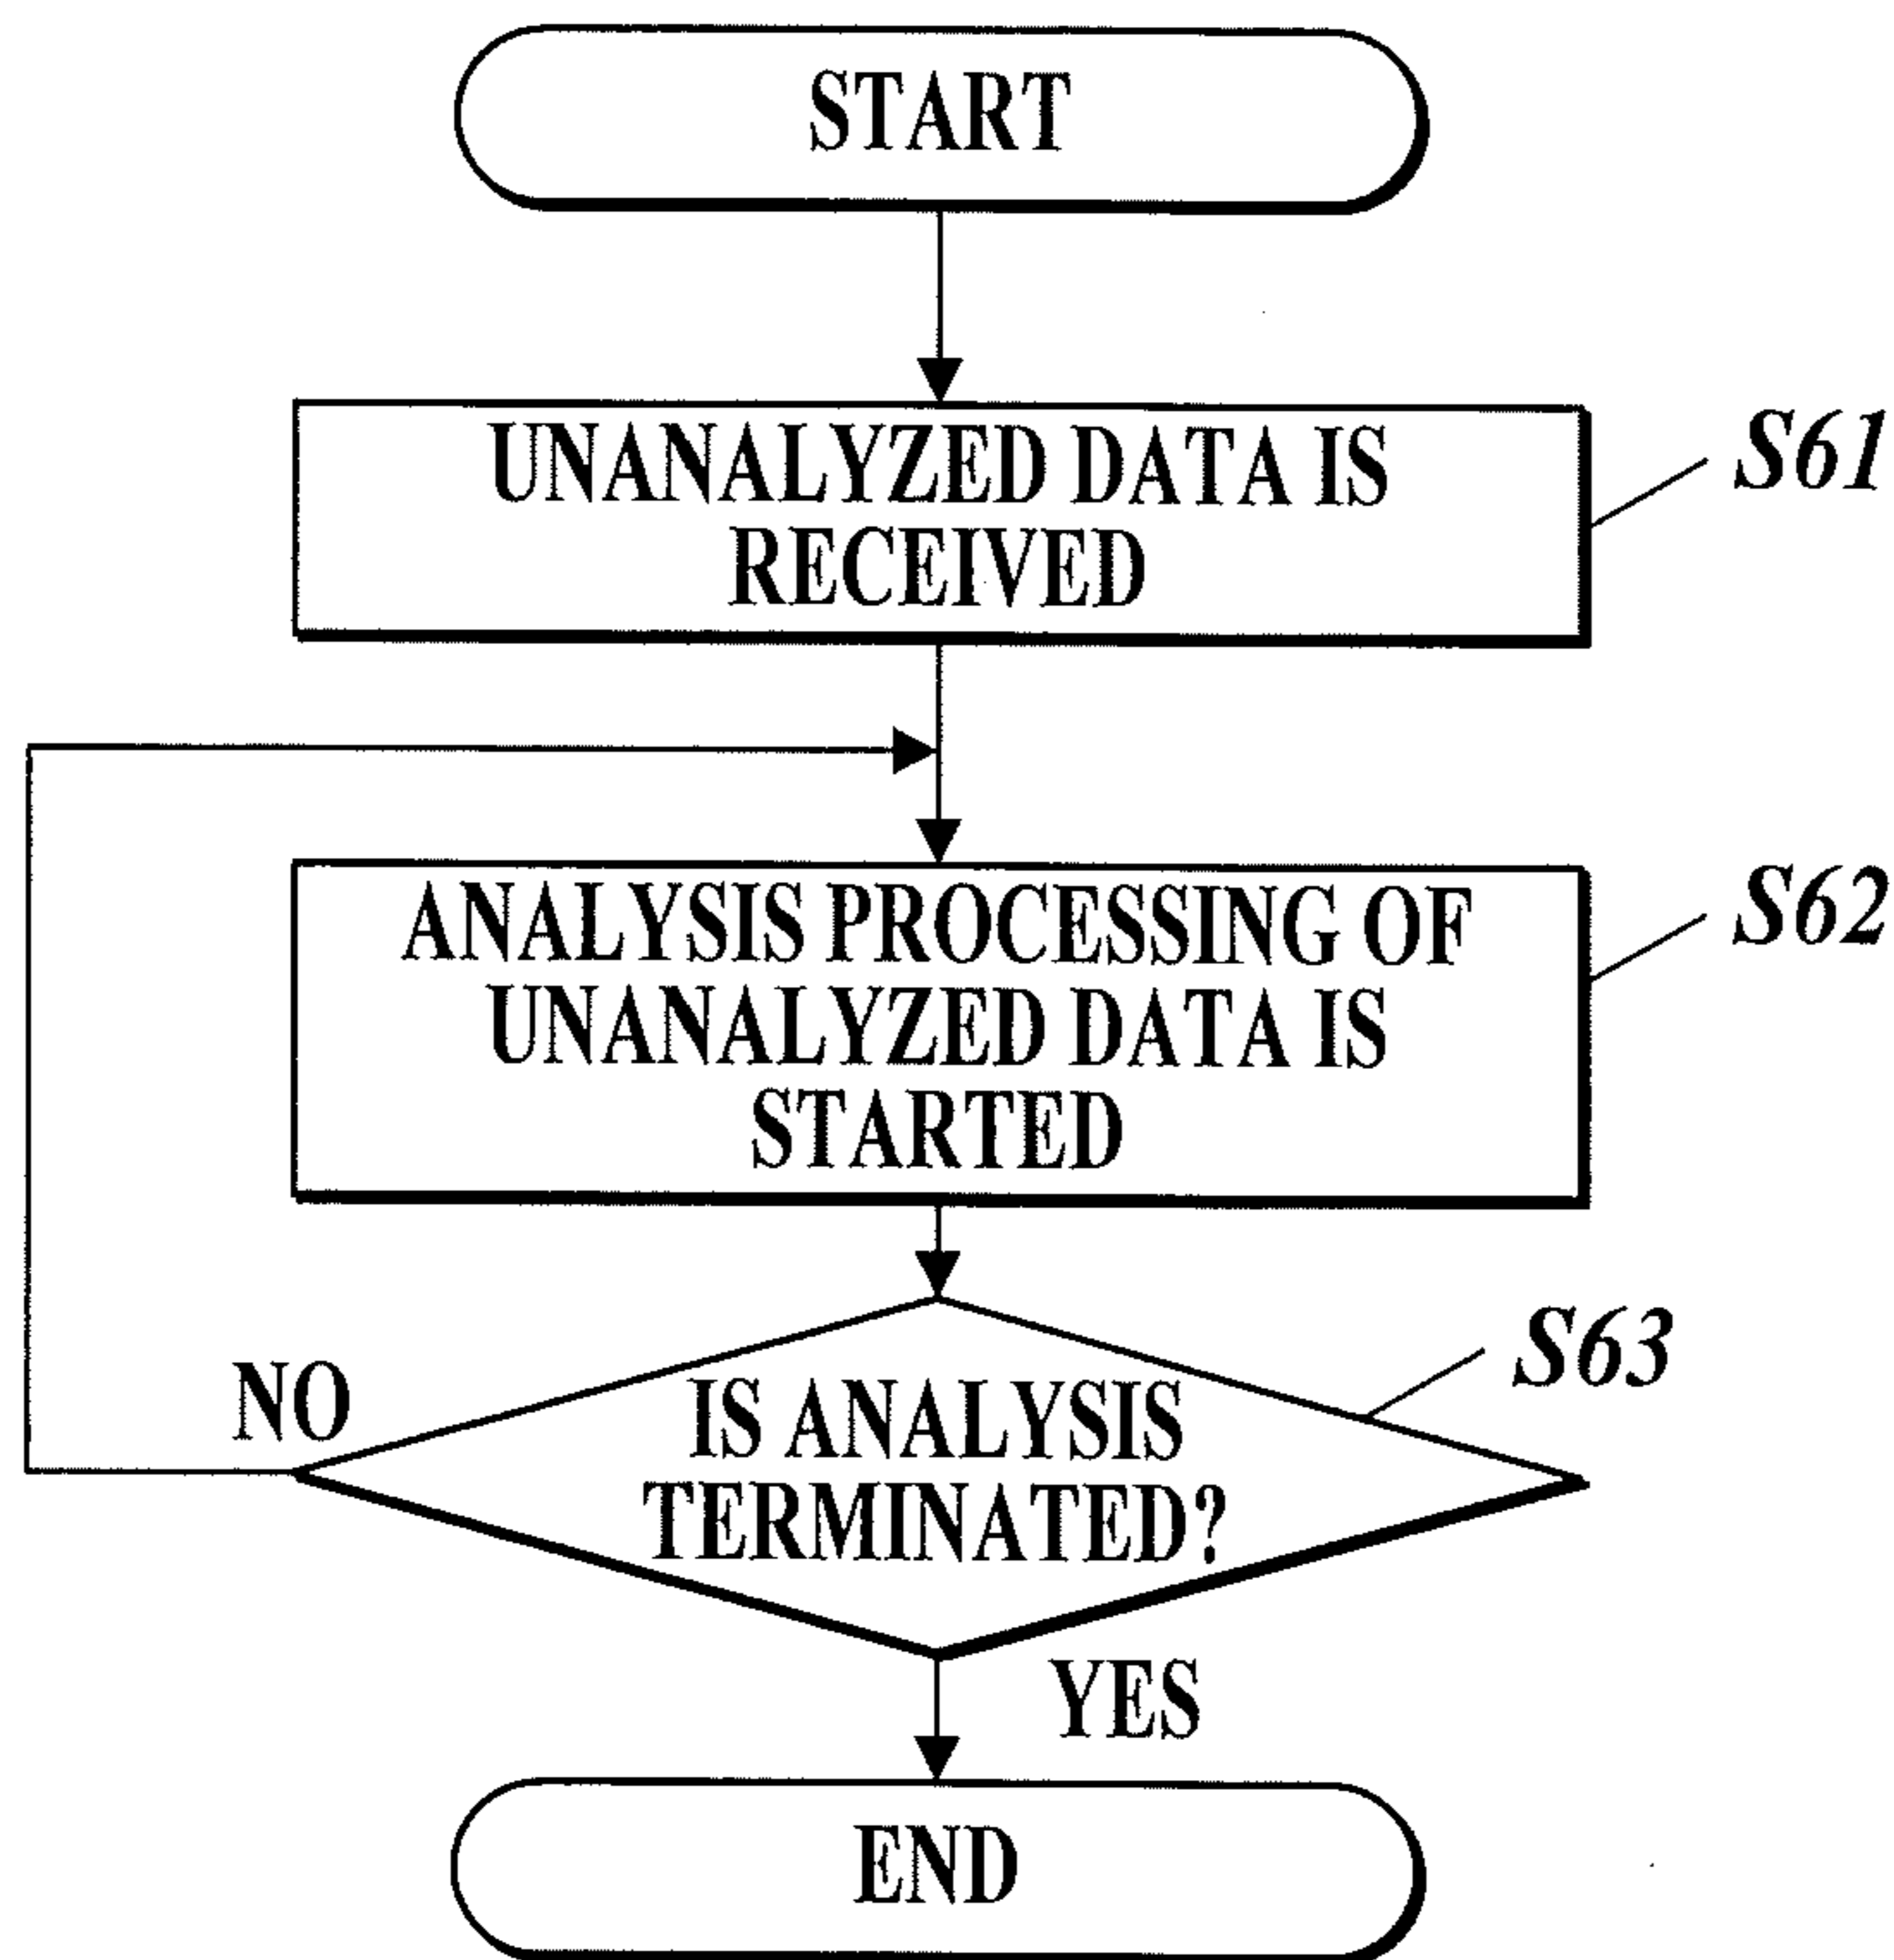 START
UNANALYZED DATA IS
RECEIVED
S61
ANALYSIS PROCESSING OF
UNANALYZED DATA IS
STARTED
S62
IS ANALYSIS
TERMINATED?
S63
NO
YES
END